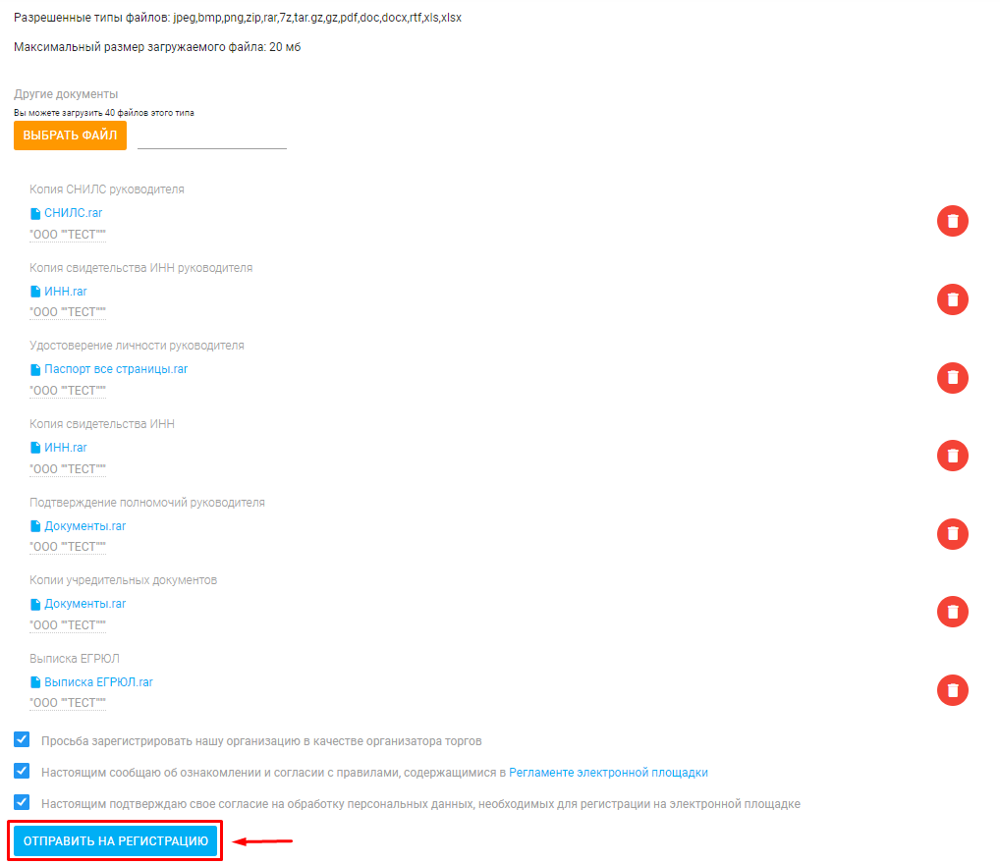 Разрешенные типы файлов: jpeg,bmp,png,zip,rar,7z,tar.gz,gz,pdf,doc,docx,rtf,xls,xlsx
Максимальный размер загружаемого файла: 20 мб
Другие документы
Вы можете загрузить 40 файлов этого типа
ВЫБРАТЬ ФАЙЛ
Копия СНИЛС руководителя
СНИЛС.rar
"ООО ""ТЕСТ"""
Копия свидетельства ИНН руководителя
ИНН.rar
"ООО ""ТЕСТ"""
Удостоверение личности руководителя
Паспорт все страницы.rar
"ООО ""ТЕСТ"""
Копия свидетельства ИНН
ИНН.rar
"ООО ""ТЕСТ"""
Подтверждение полномочий руководителя
Документы.rar
"ООО ""ТЕСТ"""
Копии учредительных документов
Документы.rar
"ООО ""ТЕСТ"""
Выписка ЕГРЮЛ
Выписка ЕГРЮЛ.rar
"ООО ""ТЕСТ"""
Просьба зарегистрировать нашу организацию в качестве организатора торгов
Настоящим сообщаю об ознакомлении и согласии с правилами, содержащимися в Регламенте электронной площадки
Настоящим подтверждаю свое согласие на обработку персональных данных, необходимых для регистрации на электронной площадке
ОТПРАВИТЬ НА РЕГИСТРАЦИЮ